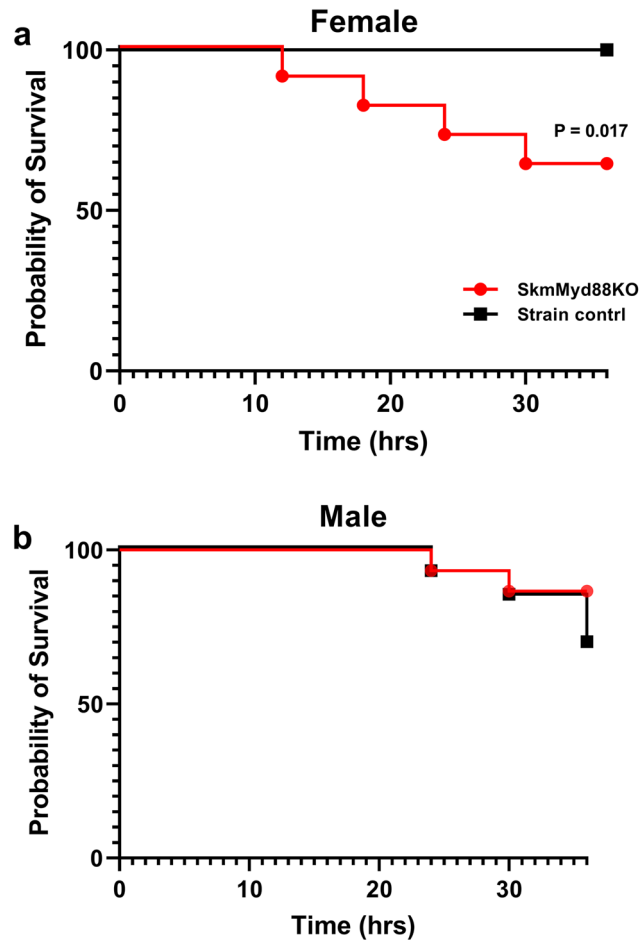 a
Female
100
50
0
0 10 20 30
Probability of Survival
Time (hrs)
P = 0.017
SkmMyd88KO
Strain contrl
b
Male
100
50
0
0 10 20 30
Probability of Survival
Time (hrs)